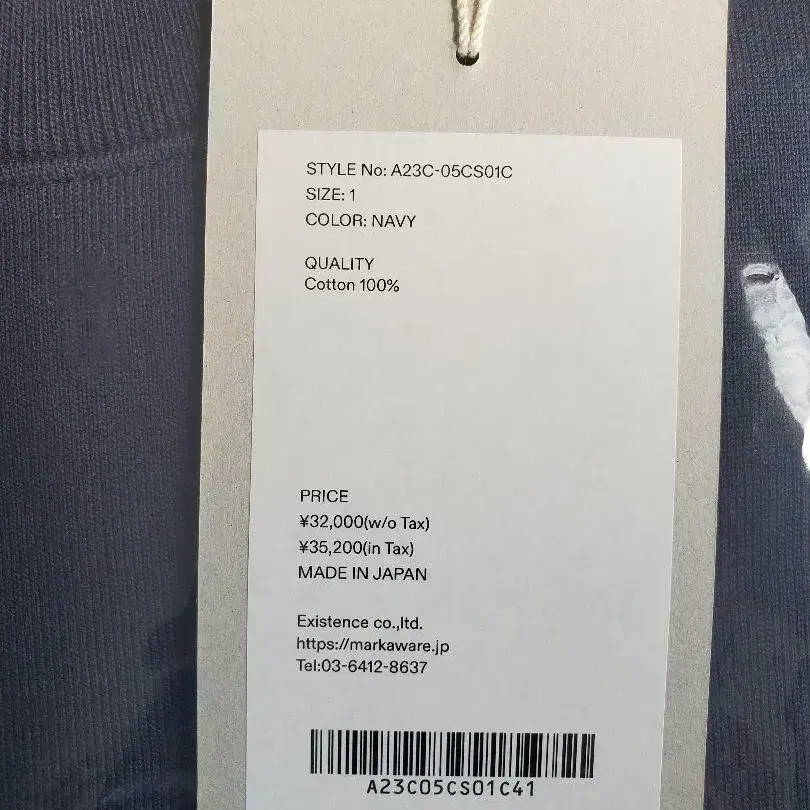 STYLE No: A23C-05CS01C
SIZE: 1
COLOR: NAVY
QUALITY
Cotton 100%
PRICE
¥32,000(w/o Tax)
¥35,200(in Tax)
MADE IN JAPAN
Existence co.,ltd.
https://markaware.jp
Tel:03-6412-8637
A23C05CS01C41